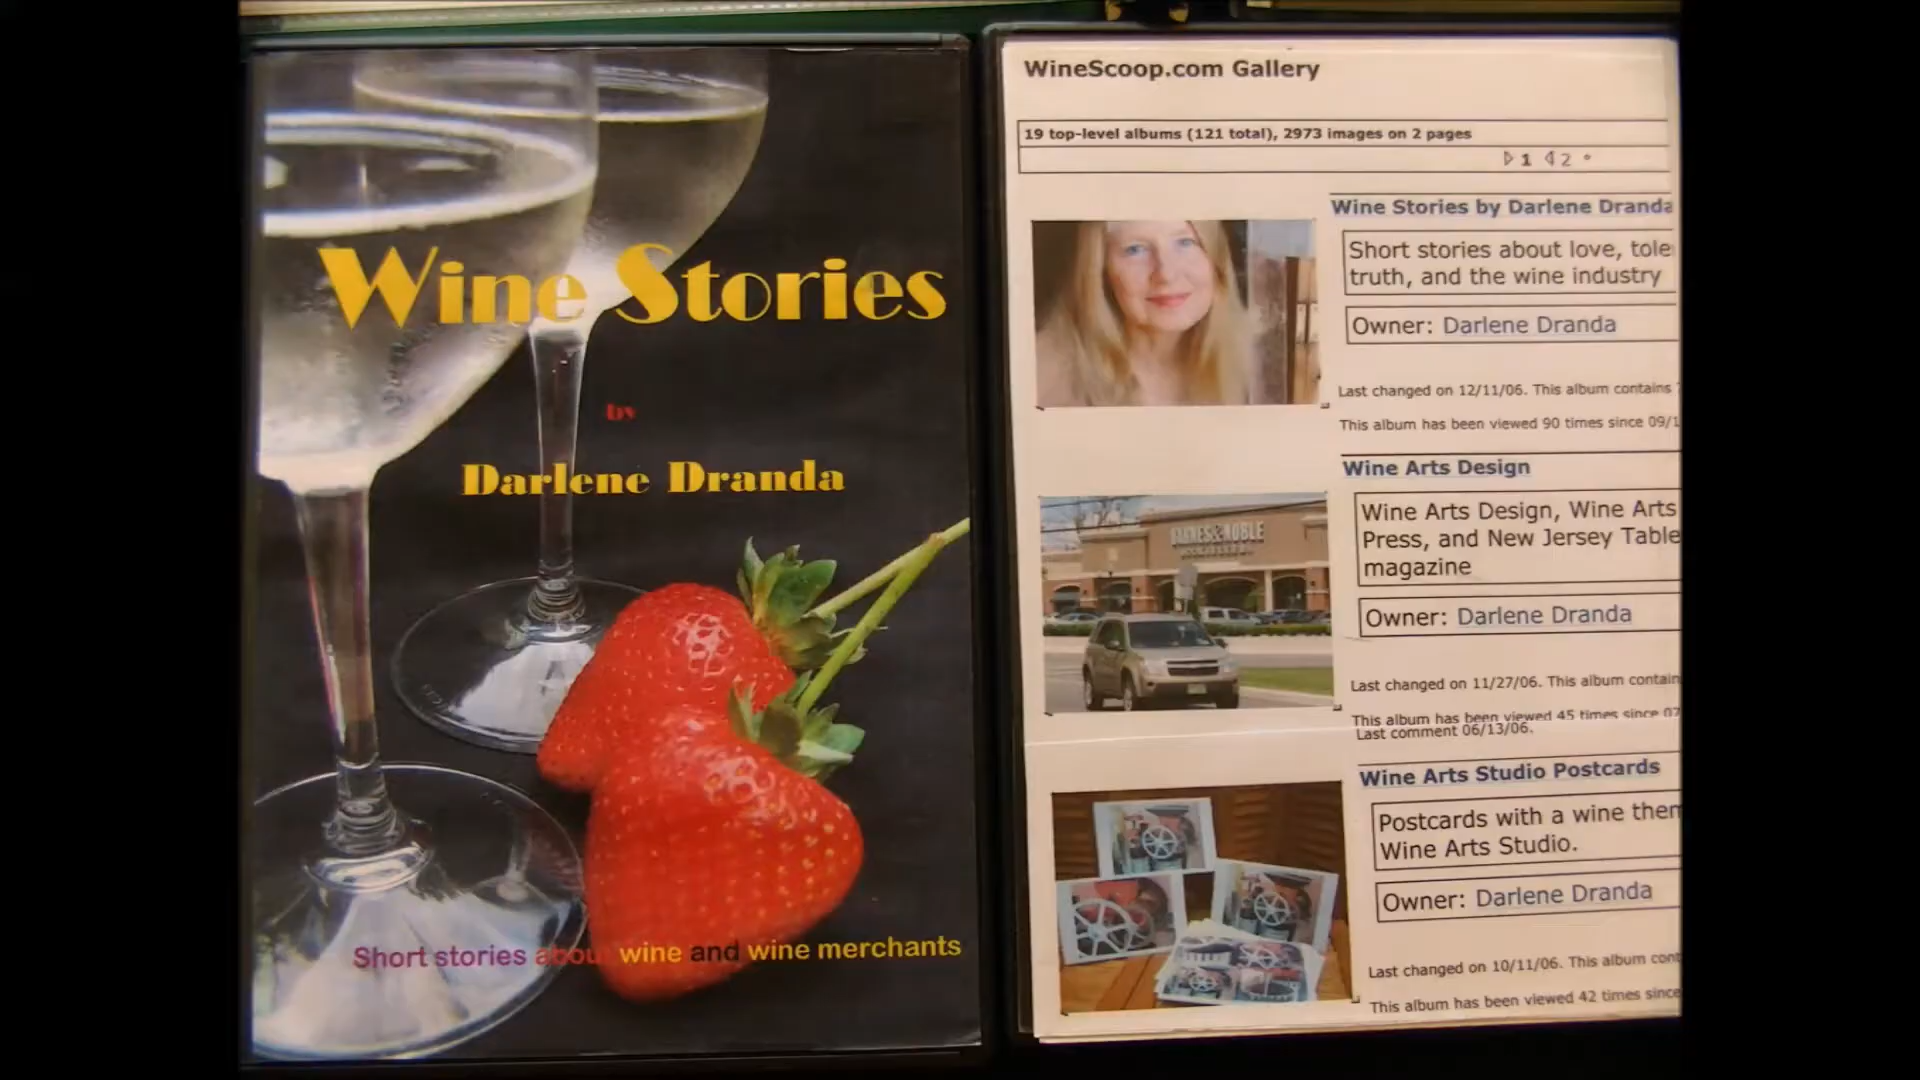 Wine Stories
by
Darlene Dranda
Short stories about wine and wine merchants
WineScoop.com Gallery
19 top-level albums (121 total), 2973 images on 2 pages
1 2
Wine Stories by Darlene Dranda
Short stories about love,
truth, and the wine industry
Owner: Darlene Dranda
Last changed on 12/11/06. This album contains
This album has been viewed 90 times since
Wine Arts Design
BARNES & NOBLE
BOOKSELLERS
Wine Arts Design, Wine Arts
Press, and New Jersey Table
magazine
Owner: Darlene Dranda
Last changed on 11/27/06. This album
This album has been viewed 45 times since
Last comment 06/13/06.
Wine Arts Studio Postcards
Postcards with a wine
Wine Arts Studio.
Owner: Darlene Dranda
Last changed on 10/11/06. This album
This album has been viewed 42 times since